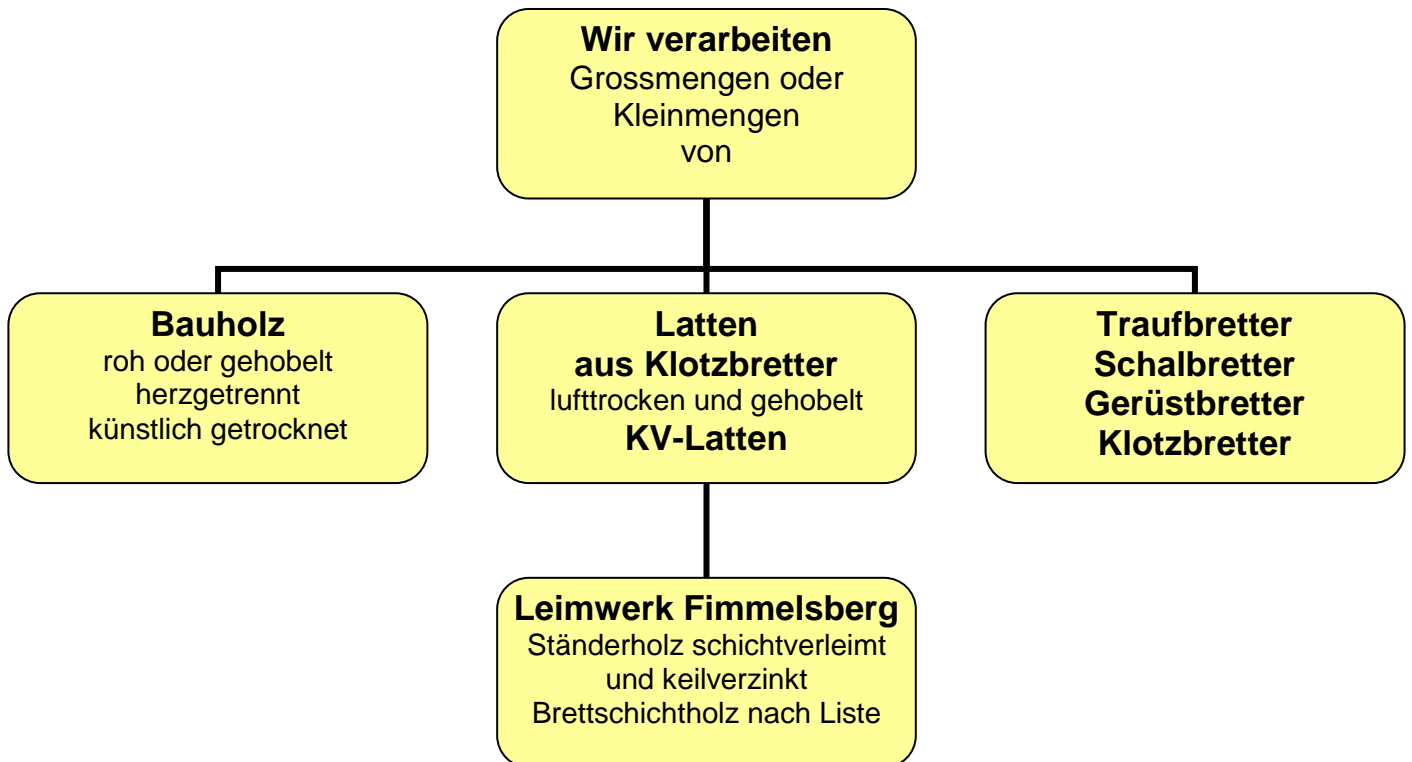 Wir verarbeiten
Grossmengen oder
Kleinmengen
von
Bauholz
roh oder gehobelt
herzgetrennt
künstlich getrocknet
Latten
aus Klotzbretter
lufttrocken und gehobelt
KV-Latten
Traufbretter
Schalbretter
Gerüstbretter
Klotzbretter
Leimwerk Fimmelsberg
Ständerholz schichtverleimt
und keilverzinkt
Brettschichtholz nach Liste